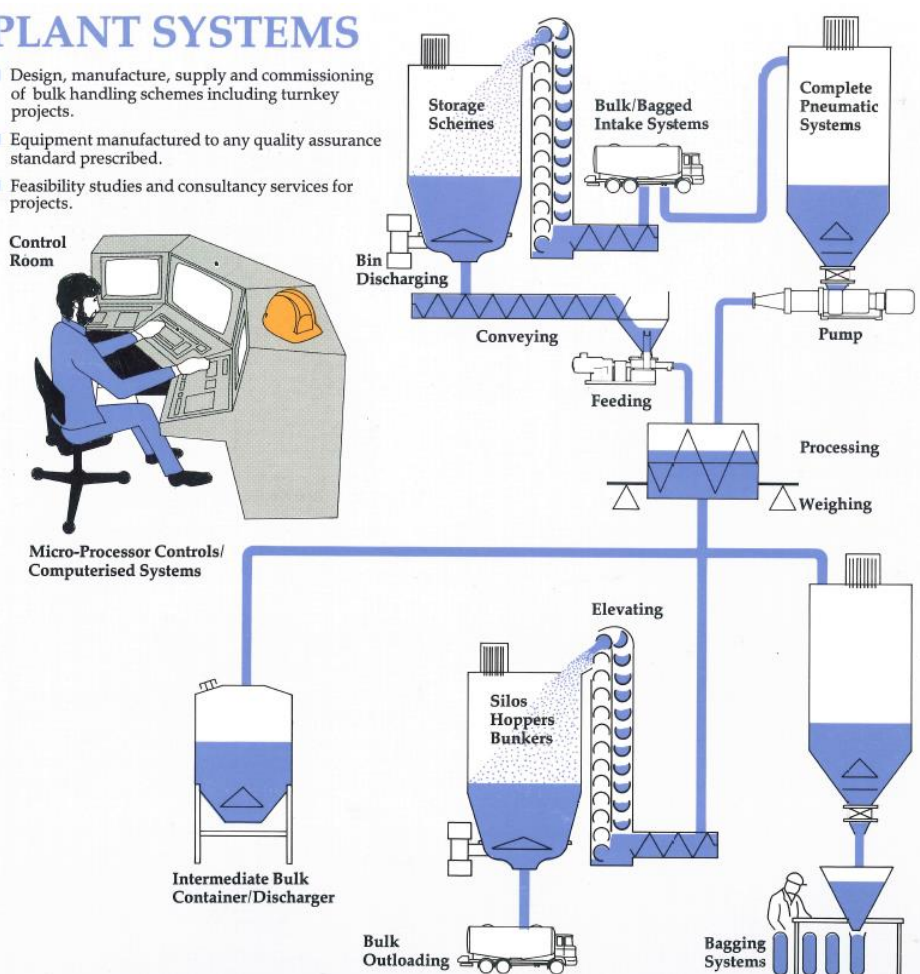 PLANT SYSTEMS
Design, manufacture, supply and commissioning
of bulk handling schemes including turnkey
projects.
Equipment manufactured to any quality assurance
standard prescribed.
Feasibility studies and consultancy services for
projects.
Control
Room
Micro-Processor Controls/
Computerised Systems
Storage
Schemes
Bulk/Bagged
Intake Systems
Complete
Pneumatic
Systems
Bin
Discharging
Conveying
Feeding
Pump
Processing
Weighing
Elevating
Silos
Hoppers
Bunkers
Intermediate Bulk
Container/Discharger
Bulk
Outloading
Bagging
Systems